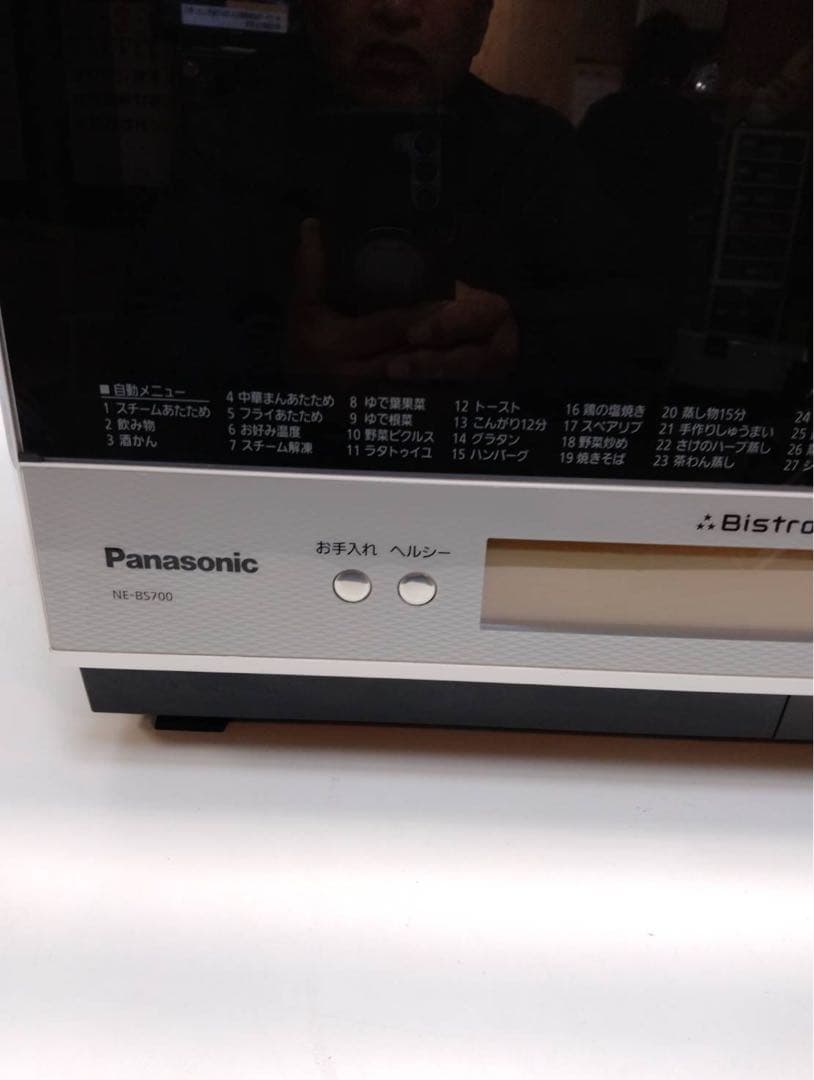 ■ 自動メニュー
1 スチームあたため
2 飲み物
3 酒かん
4 中華まんあたため
5 フライあたため
6 お好み温度
7 スチーム解凍
8 ゆで葉果菜
9 ゆで根菜
10 野菜ピクルス
11 ラタトゥイユ
12 トースト
13 こんがり12分
14 グラタン
15 ハンバーグ
16 鶏の塩焼き
17 スペアリブ
18 野菜炒め
19 焼きそば
20 蒸し物15分
21 手作りしゅうまい
22 さけのハーブ蒸し
23 茶わん蒸し
24
25
26
27
Bistro
Panasonic
NE-BS700
お手入れ ヘルシー